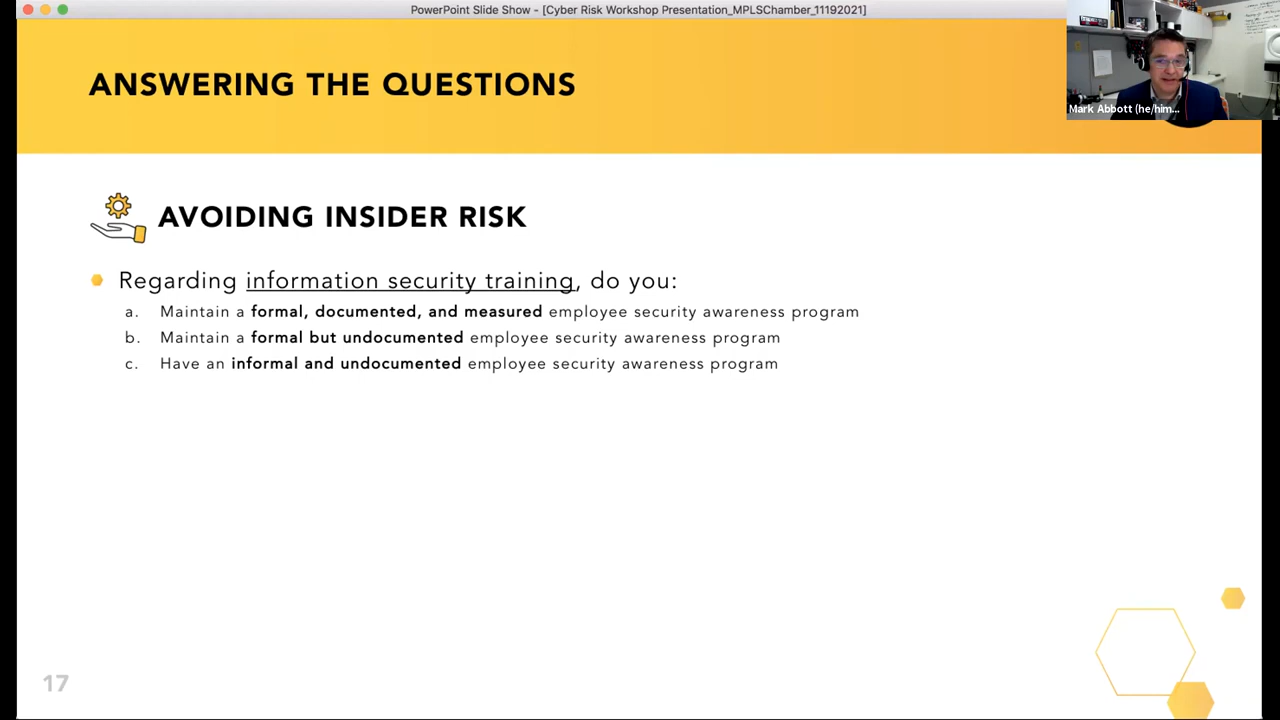 PowerPoint Slide Show - [Cyber Risk Workshop Presentation_MPLSChamber_11192021]
ANSWERING THE QUESTIONS
Mark Abbott (he/him...
AVOIDING INSIDER RISK
Regarding information security training, do you:
a. Maintain a formal, documented, and measured employee security awareness program
b. Maintain a formal but undocumented employee security awareness program
c. Have an informal and undocumented employee security awareness program
17